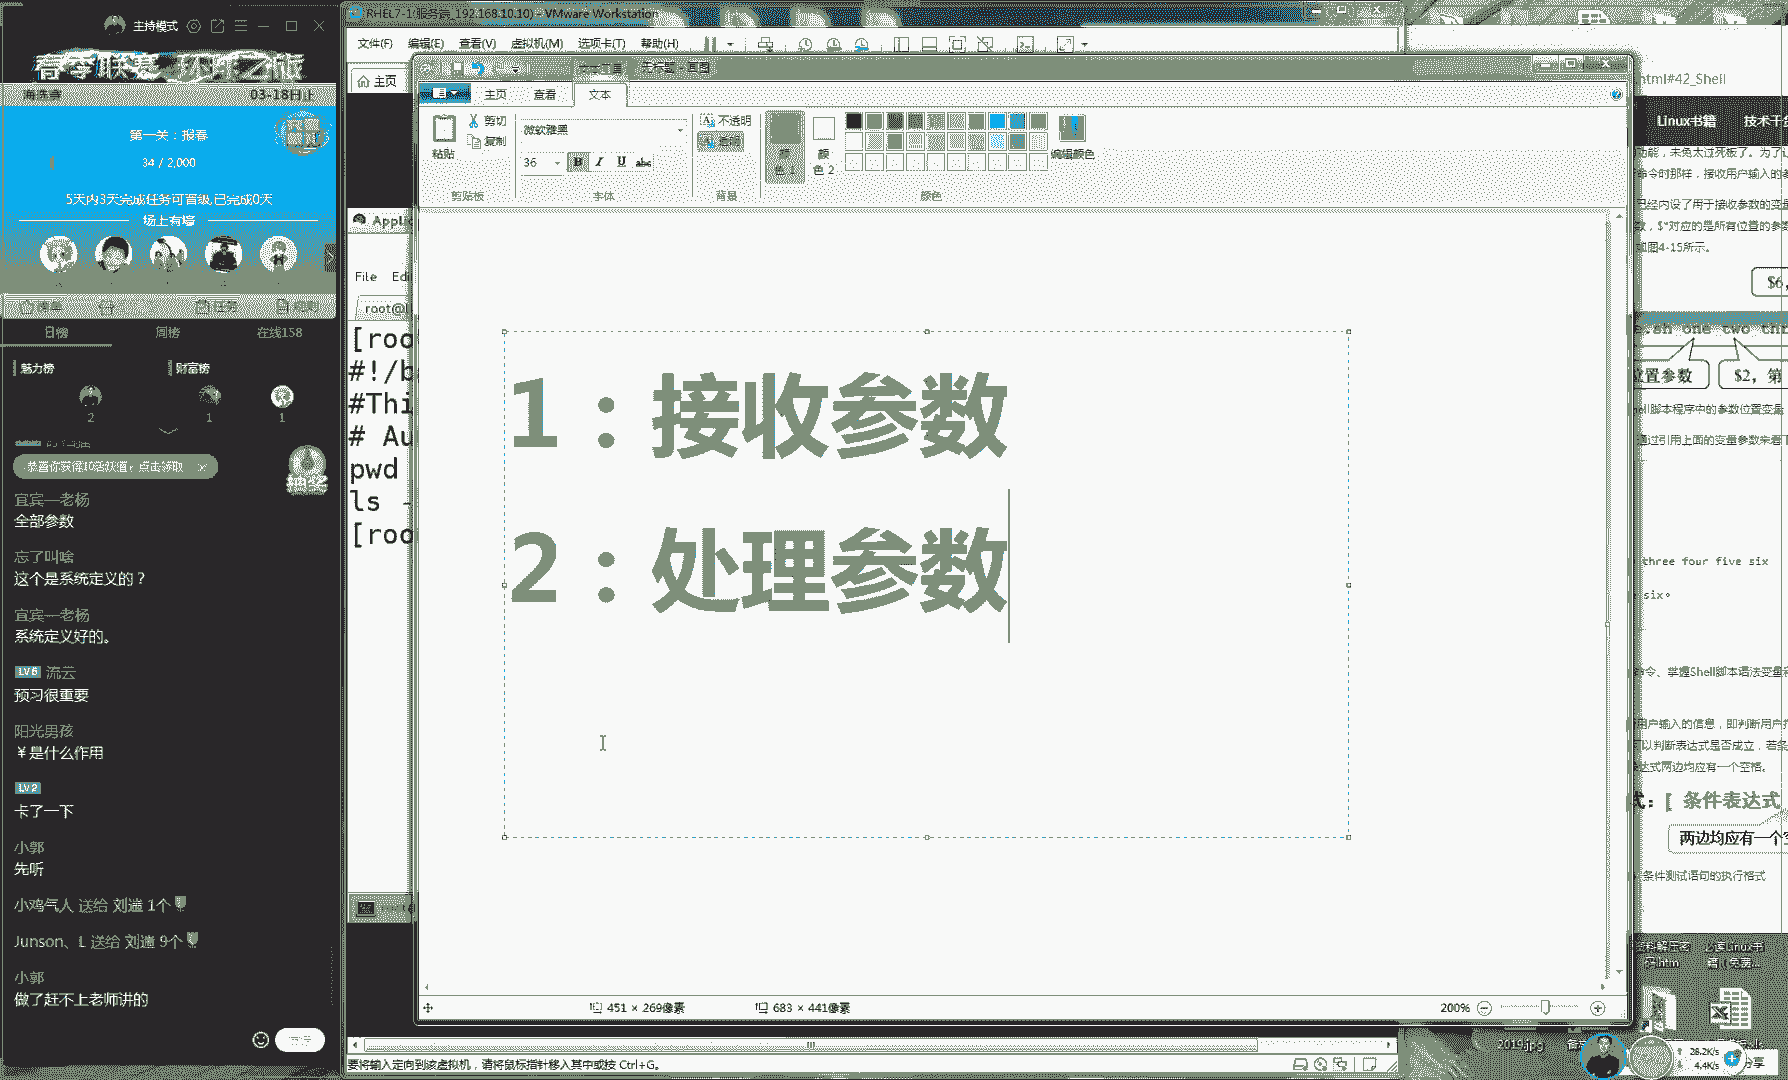 主持模式
春季联赛 环球之旅
海选赛
03-18日止
第一关：报春
34 / 2,000
5天内3天完成任务可晋级,已完成0天
场上有噱
日榜
周榜
在线158
魅力榜
财富榜
2
1
1
恭喜你获得10活跃值，点击领取
抽奖
宜宾—老杨
全部参数
忘了叫啥
这个是系统定义的？
宜宾—老杨
系统定义好的。
LV6 流云
预习很重要
阳光男孩
￥是什么作用
LV2
卡了一下
小郭
先听
小鸡气人 送给 刘遄 1个
Junson、L 送给 刘遄 9个
小郭
做了赶不上老师讲的
RHEL7-1(服务端_192.168.10.10) - VMware Workstation
文件(F) 编辑(E) 查看(V) 虚拟机(M) 选项卡(T) 帮助(H)
主页
Applic
File Edi
root@l
[roo
#!/b
#Thi
# Au
pwd
ls -
[roo
无标题 - 画图
主页
查看
文本
粘贴
剪切
复制
剪贴板
微软雅黑
36
B I U abc
字体
不透明
透明
背景
颜色 1
颜色 2
颜色
编辑颜色
1：接收参数
2：处理参数
451 × 269像素
683 × 441像素
200%
要将输入定向到该虚拟机，请将鼠标指针移入其中或按 Ctrl+G。
html#42_Shell
Linux书籍
技术干
功能，未免太过死板了。为了让
命令时那样，接收用户输入的参
已经内设了用于接收参数的变量
数，$*对应的是所有位置的参数
如图4-15所示。
$6,
e.sh one two thr
位置参数
$2，第
hell脚本程序中的参数位置变量
通过引用上面的变量参数来看下
three four five six
six。
命令、掌握Shell脚本语法变量和
用户输入的信息，即判断用户执
可以判断表达式是否成立，若条
达式两边均应有一个空格。
式：[ 条件表达式
两边均应有一个空
条件测试语句的执行格式
2019.jpg
28.2K/s
4.4K/s
分享